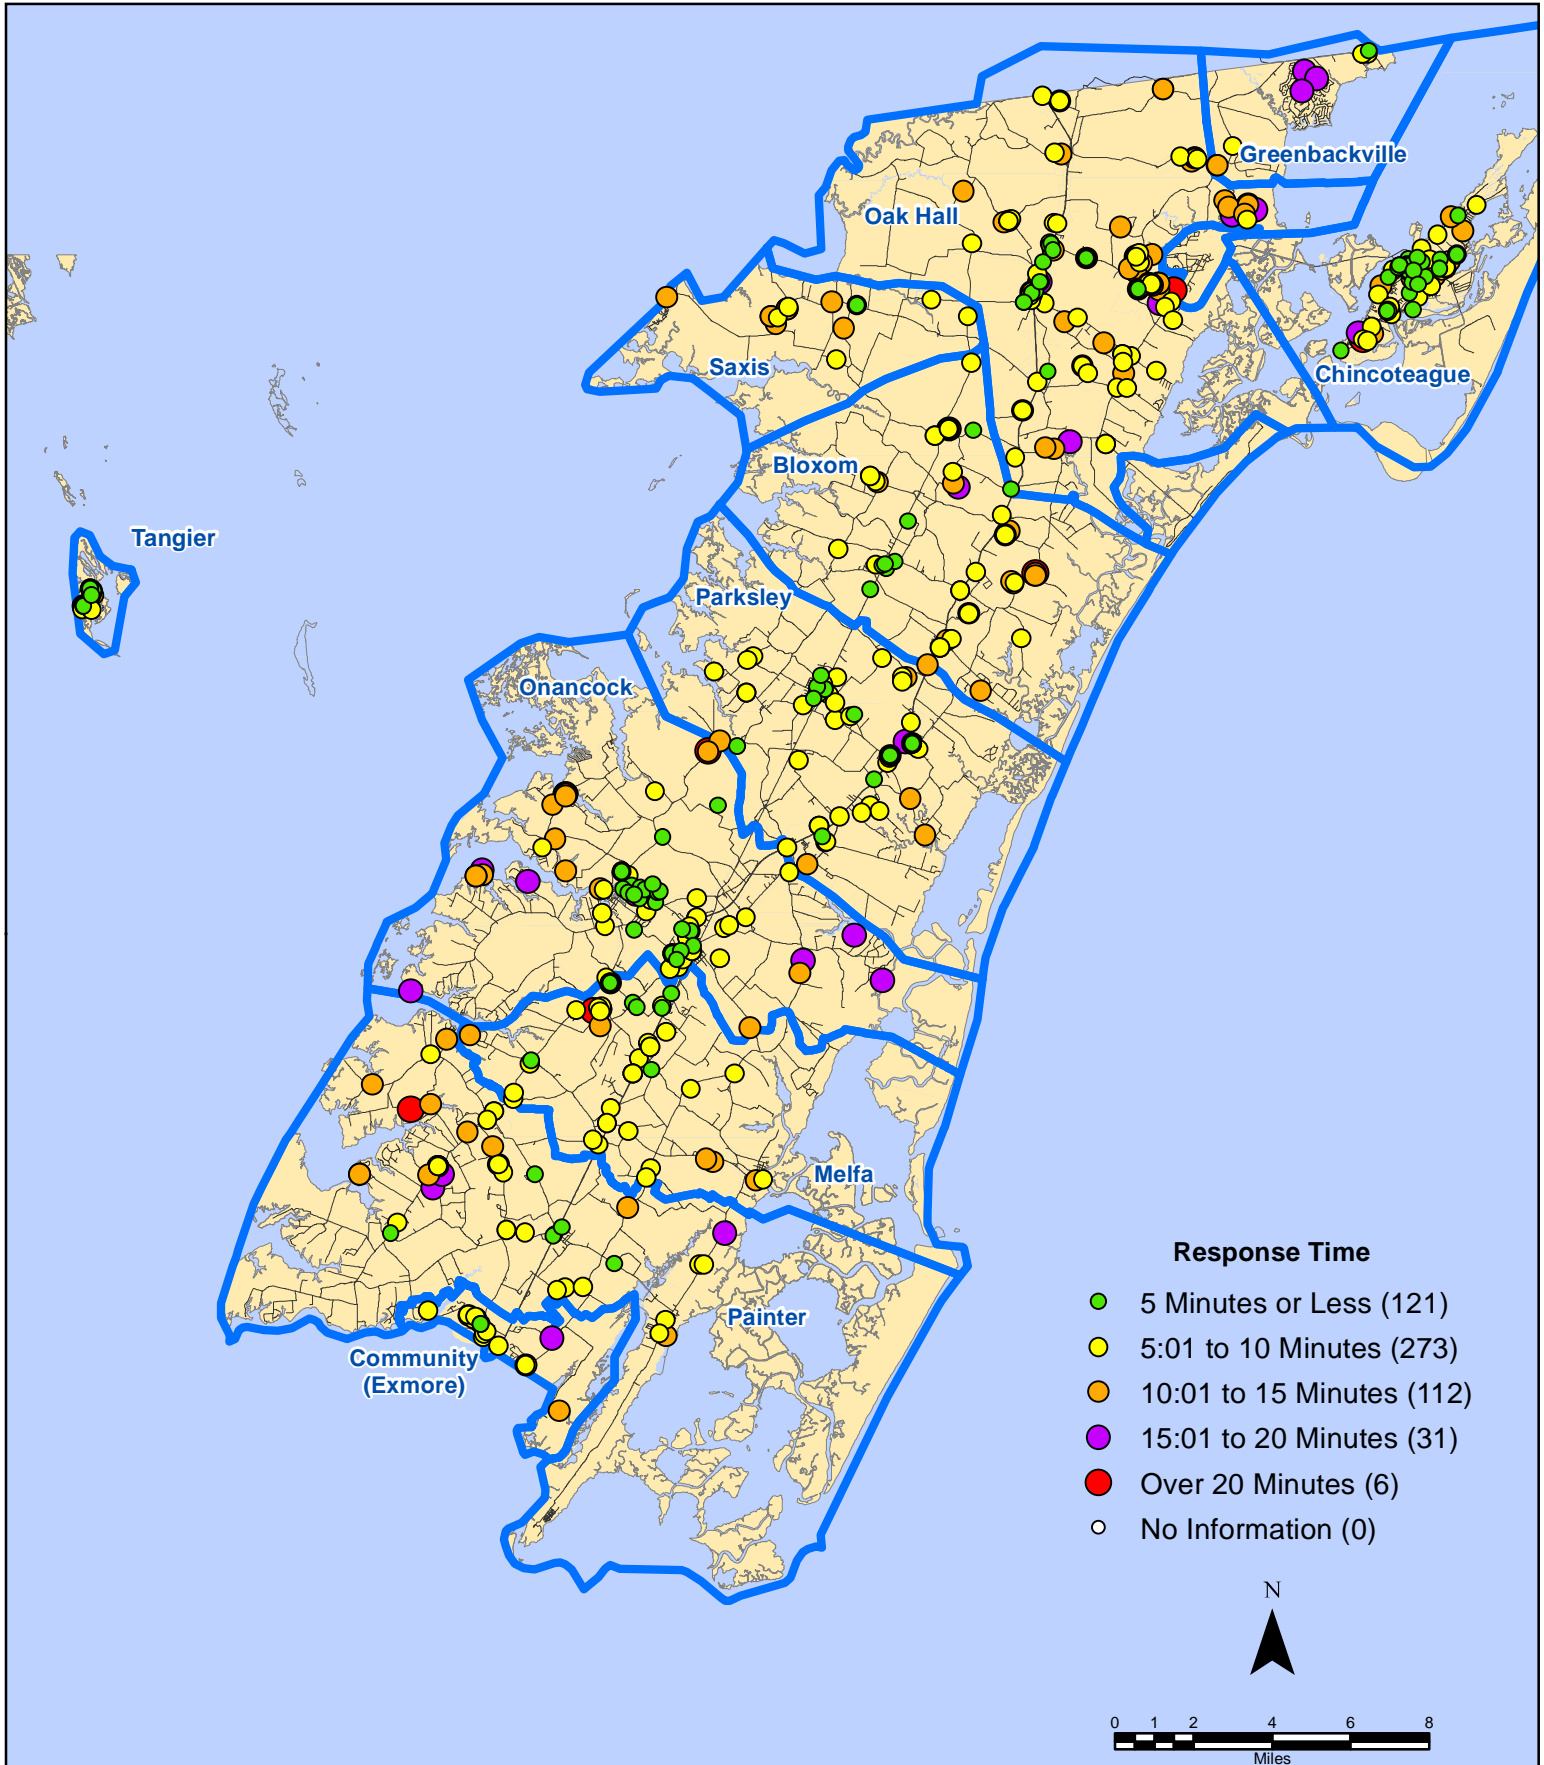 Greenbackville
Oak Hall
Saxis
Chincoteague
Bloxom
Tangier
Parksley
Onancock
Melfa
Painter
Community
(Exmore)
Response Time
5 Minutes or Less (121)
5:01 to 10 Minutes (273)
10:01 to 15 Minutes (112)
15:01 to 20 Minutes (31)
Over 20 Minutes (6)
No Information (0)
N
0 1 2 4 6 8
Miles